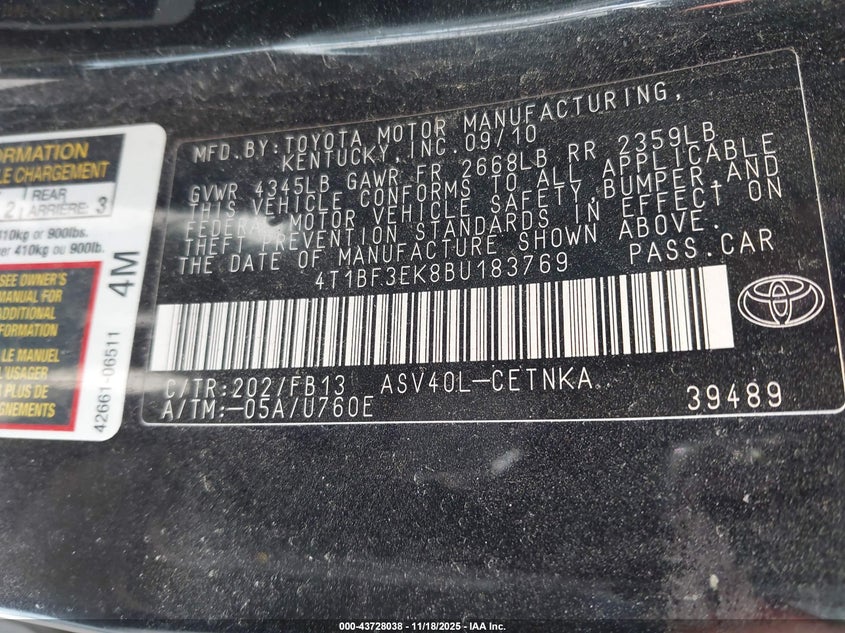 ORMATION
LE CHARGEMENT
2 REAR
ARRIÈRE: 3
410kg or 900lbs.
er 410kg ou 900lb.
SEE OWNER'S
MANUAL FOR
ADDITIONAL
FORMATION
LE MANUEL
L'USAGER
PLUS DE
GNEMENTS
4M
42661-06511
MFD.BY:TOYOTA MOTOR MANUFACTURING,
KENTUCKY,INC.09/10
GVWR 4345LB GAWR FR 2668LB RR 2359LB
THIS VEHICLE CONFORMS TO ALL APPLICABLE
FEDERAL MOTOR VEHICLE SAFETY,BUMPER,AND
THEFT PREVENTION STANDARDS IN EFFECT ON
THE DATE OF MANUFACTURE SHOWN ABOVE.
4T1BF3EK8BU183769 PASS.CAR
C/TR:202/FB13 ASV40L-CETNKA
A/TM:-05A/U760E 39489
000-43728038 - 11/18/2025 - IAA Inc.